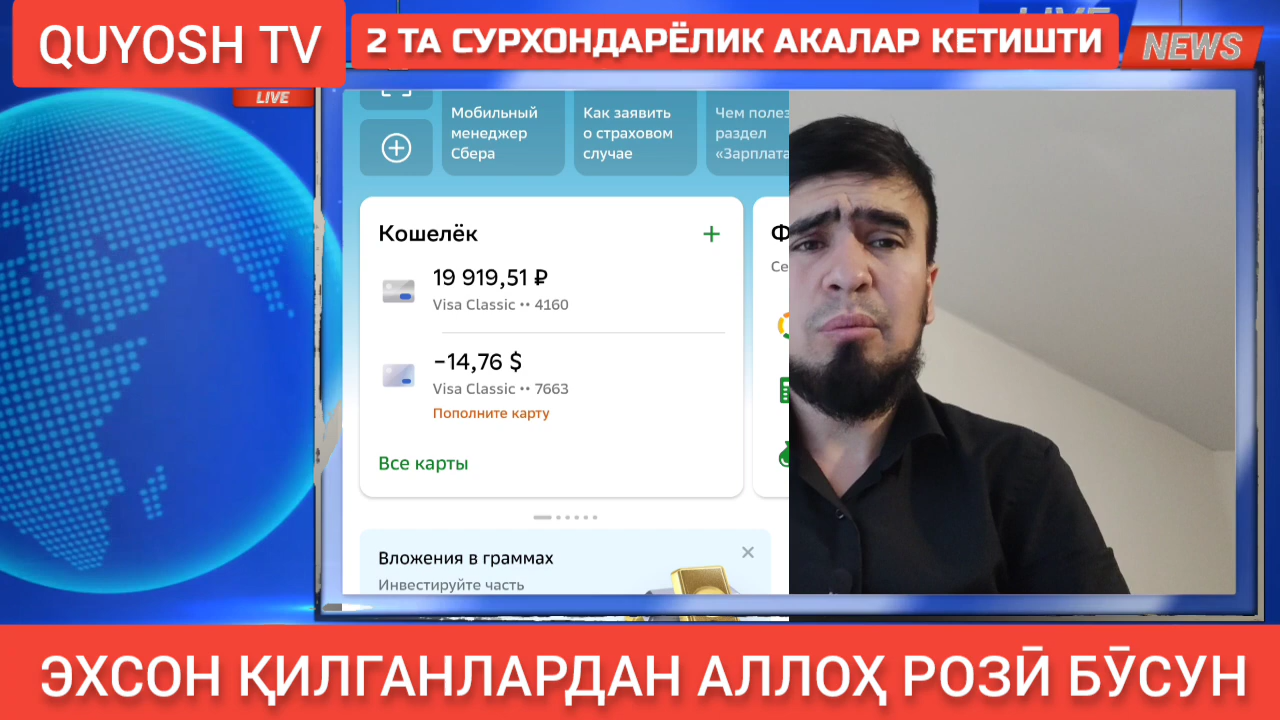 QUYOSH TV
2 ТА СУРХОНДАРЁЛИК АКАЛАР КЕТИШТИ
LIVE
NEWS
LIVE
Мобильный
менеджер
Сбера
Как заявить
о страховом
случае
Чем полез
раздел
«Зарплата
Кошелёк
+
19 919,51 ₽
Visa Classic •• 4160
−14,76 $
Visa Classic •• 7663
Пополните карту
Все карты
Ф
Се
Вложения в граммах
Инвестируйте часть
ЭХСОН ҚИЛГАНЛАРДАН АЛЛОҲ РОЗӢ БӮСУН